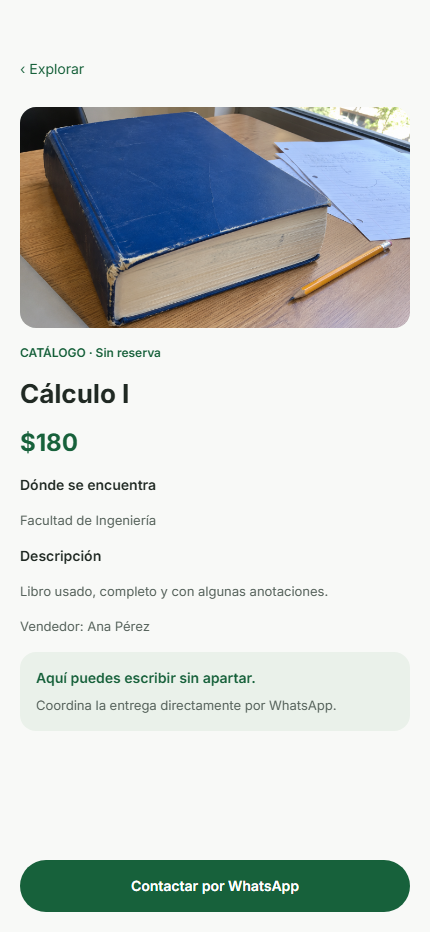 ‹ Explorar
CATÁLOGO · Sin reserva
Cálculo I
$180
Dónde se encuentra
Facultad de Ingeniería
Descripción
Libro usado, completo y con algunas anotaciones.
Vendedor: Ana Pérez
Aquí puedes escribir sin apartar.
Coordina la entrega directamente por WhatsApp.
Contactar por WhatsApp